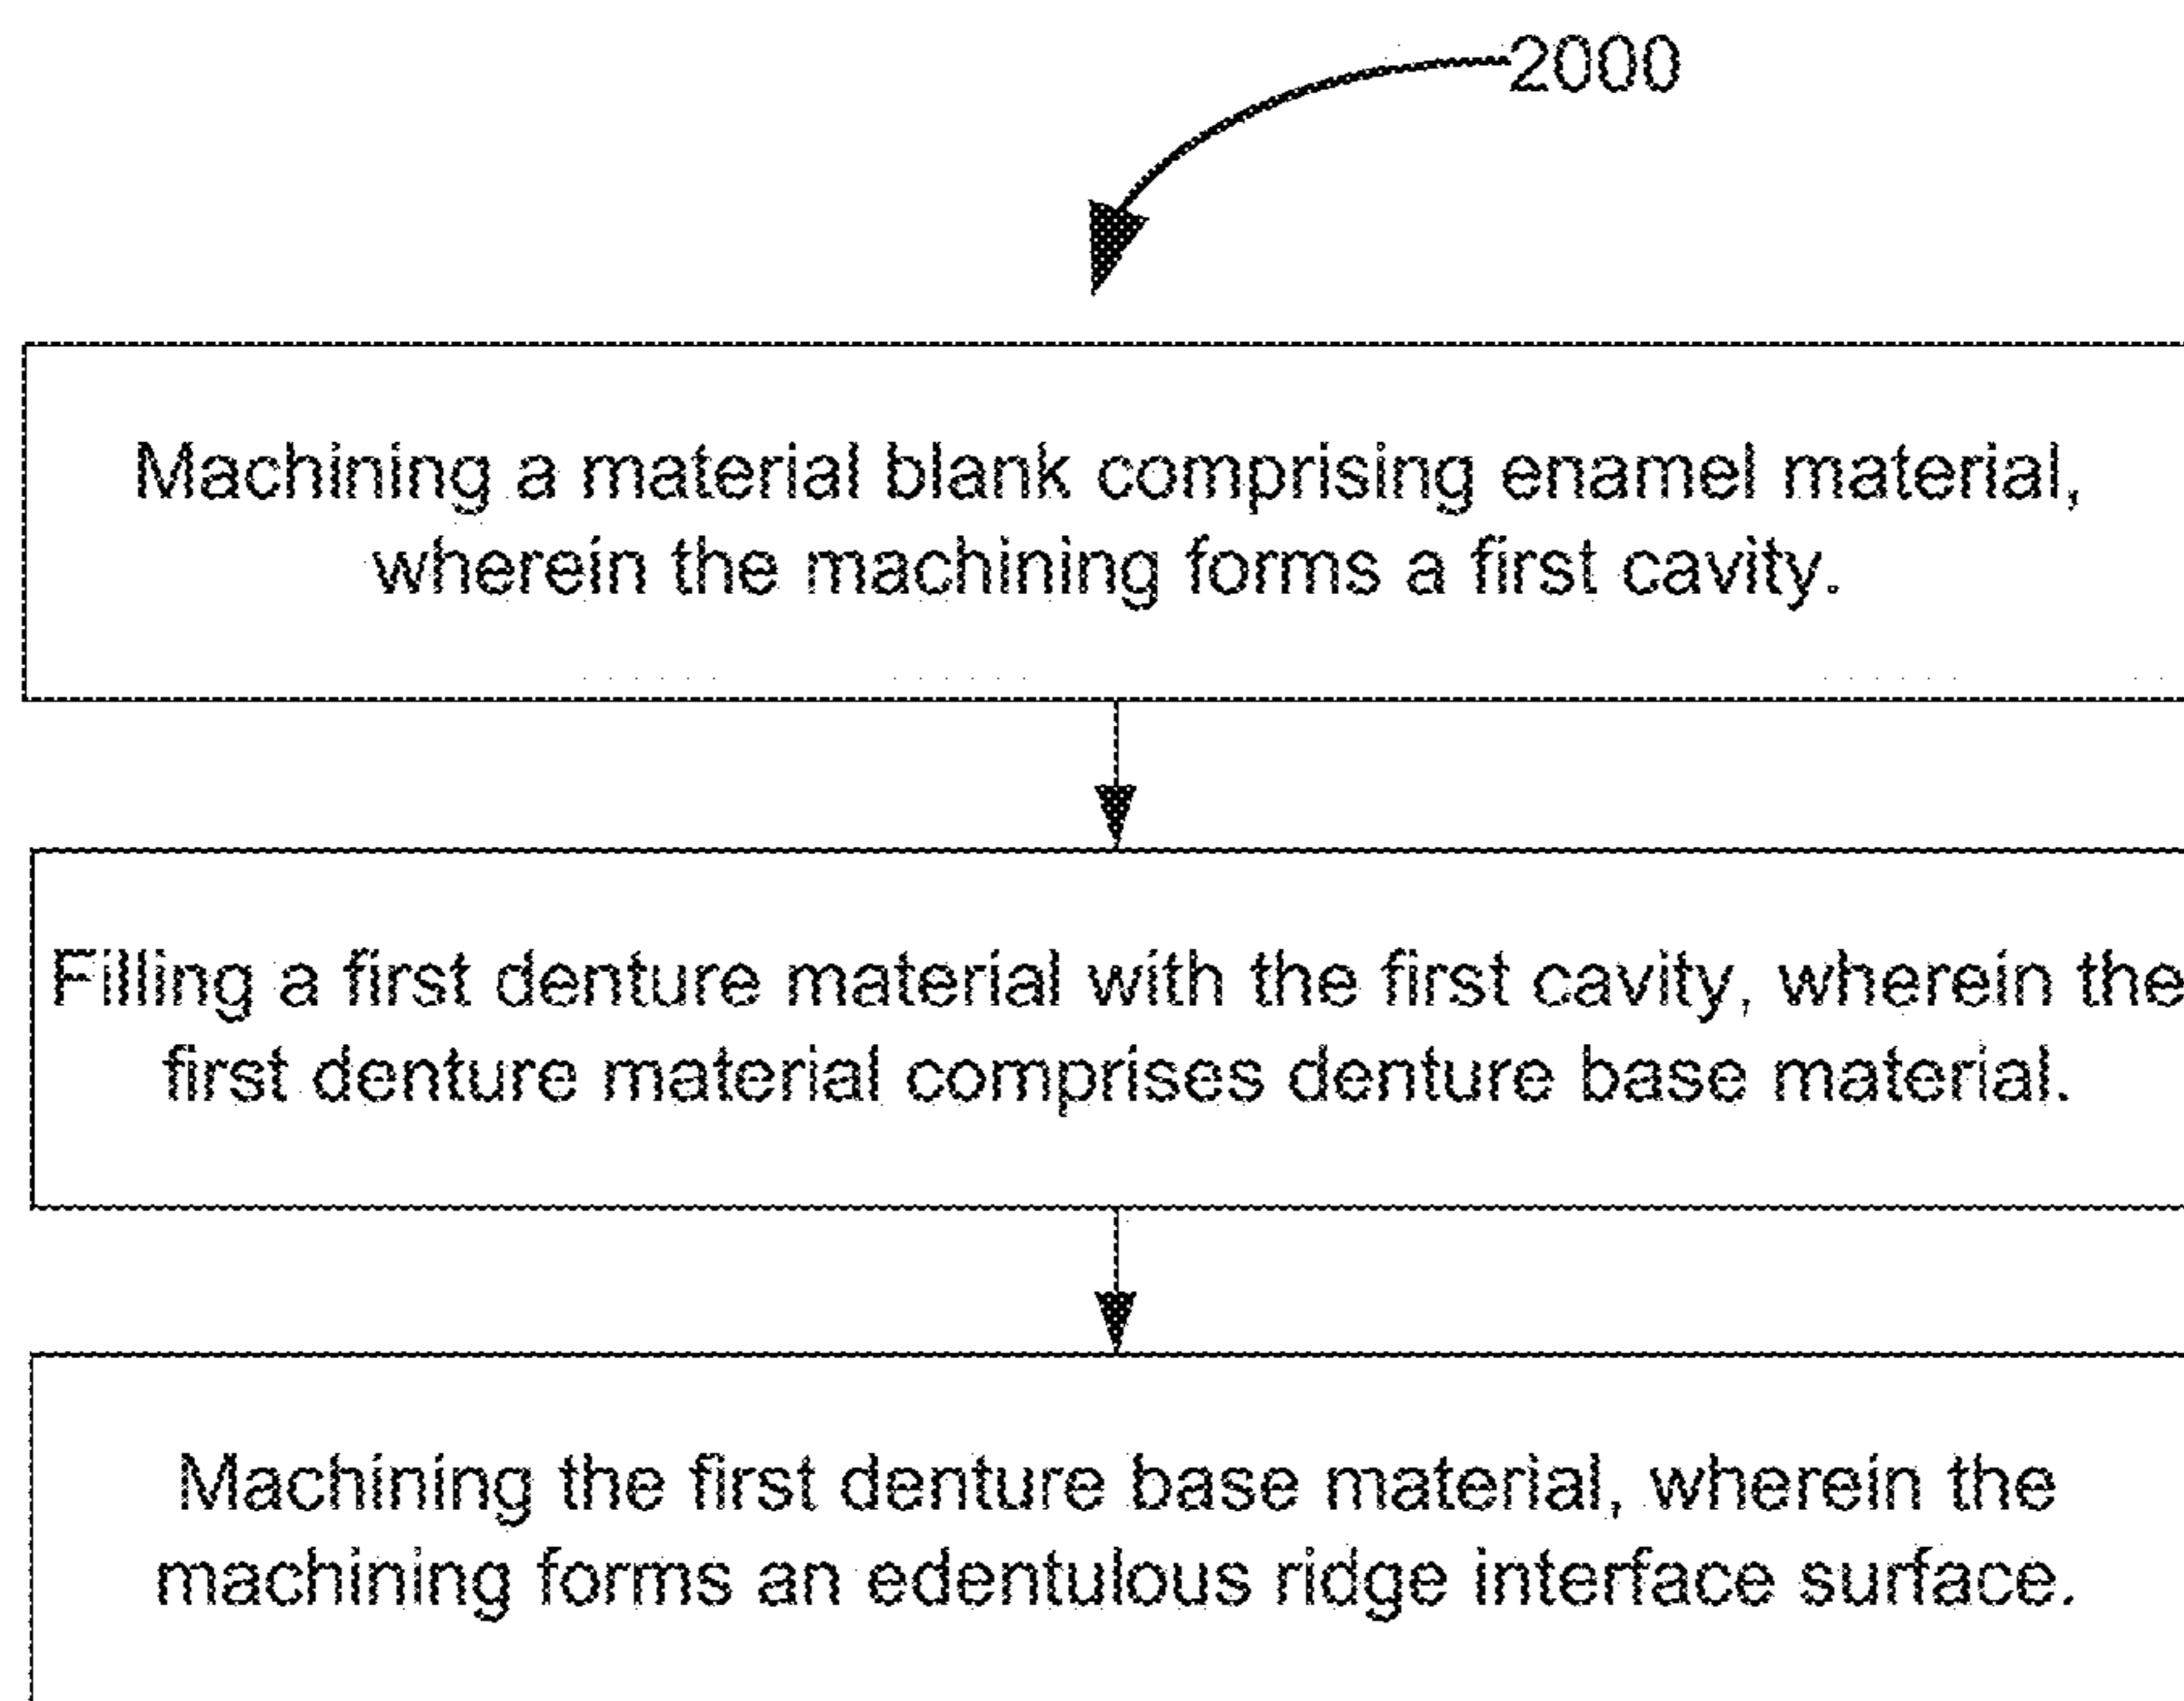 2000
Machining a material blank comprising enamel material,
wherein the machining forms a first cavity.
Filling a first denture material with the first cavity, wherein the
first denture material comprises denture base material.
Machining the first denture base material, wherein the
machining forms an edentulous ridge interface surface.